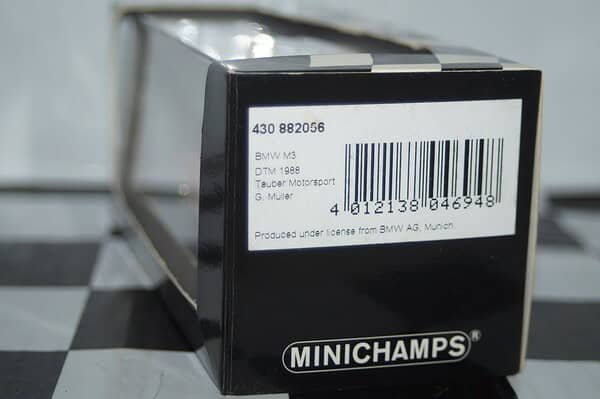 430 882056
BMW M3
DTM 1988
Tauber Motorsport
G. Müller
4 012138 046948
Produced under license from BMW AG, Munich.
MINICHAMPS®